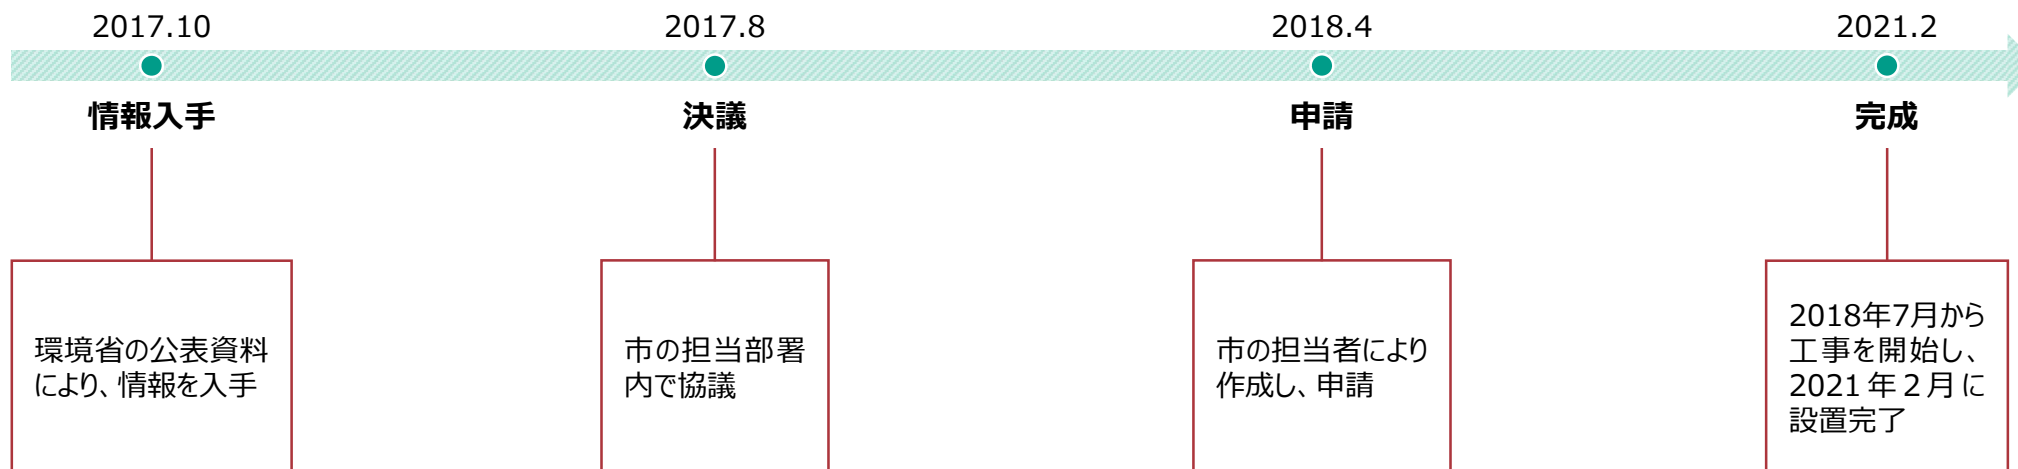 2017.10
情報入手
環境省の公表資料
により、情報を入手
2017.8
決議
市の担当部署
内で協議
2018.4
申請
市の担当者により
作成し、申請
2021.2
完成
2018年7月から
工事を開始し、
2021年2月に
設置完了